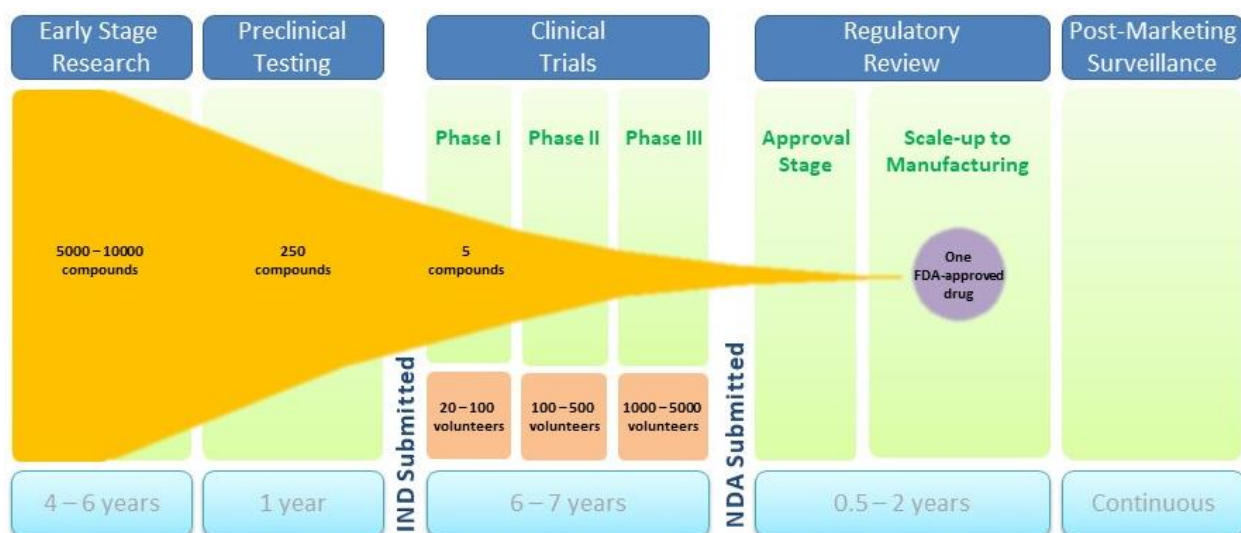 Early Stage
Research
Preclinical
Testing
Clinical
Trials
Regulatory
Review
Post-Marketing
Surveillance
Phase I
Phase II
Phase III
Approval
Stage
Scale-up to
Manufacturing
5000 – 10000
compounds
250
compounds
5
compounds
One
FDA-approved
drug
IND Submitted
20 – 100
volunteers
100 – 500
volunteers
1000 – 5000
volunteers
NDA Submitted
4 – 6 years
1 year
6 – 7 years
0.5 – 2 years
Continuous